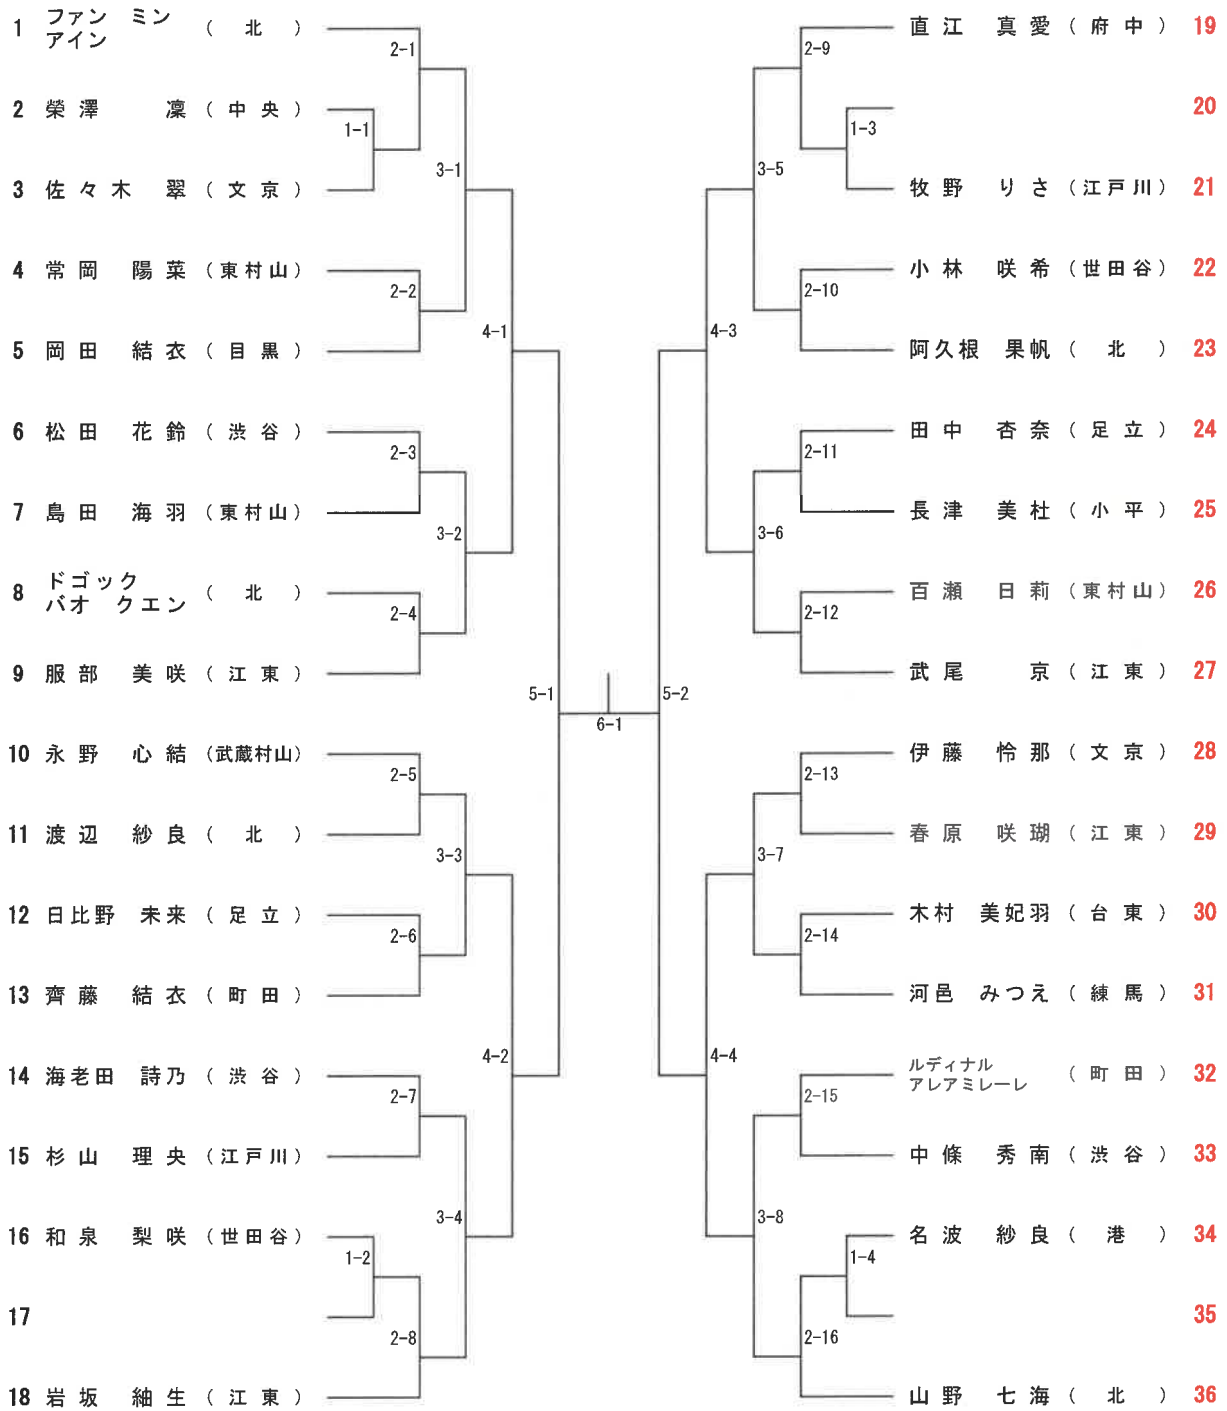 1 ファン ミン アイン ( 北 )
2 榮澤 凜 (中央)
3 佐々木 翠 (文京)
4 常岡 陽菜 (東村山)
5 岡田 結衣 (目黒)
6 松田 花鈴 (渋谷)
7 島田 海羽 (東村山)
8 ドゴック バオ クエン ( 北 )
9 服部 美咲 (江東)
10 永野 心結 (武蔵村山)
11 渡辺 紗良 ( 北 )
12 日比野 未来 (足立)
13 齊藤 結衣 (町田)
14 海老田 詩乃 (渋谷)
15 杉山 理央 (江戸川)
16 和泉 梨咲 (世田谷)
17
18 岩坂 紬生 (江東)
1-1
1-2
2-1
2-2
2-3
2-4
2-5
2-6
2-7
2-8
3-1
3-2
3-3
3-4
4-1
4-2
5-1
6-1
5-2
4-3
4-4
3-5
3-6
3-7
3-8
2-9
2-10
2-11
2-12
2-13
2-14
2-15
2-16
1-3
1-4
直江 真愛 (府中) 19
20
牧野 りさ (江戸川) 21
小林 咲希 (世田谷) 22
阿久根 果帆 ( 北 ) 23
田中 杏奈 (足立) 24
長津 美杜 (小平) 25
百瀬 日莉 (東村山) 26
武尾 京 (江東) 27
伊藤 怜那 (文京) 28
春原 咲瑚 (江東) 29
木村 美妃羽 (台東) 30
河邑 みつえ (練馬) 31
ルディナル アレアミレーレ (町田) 32
中條 秀南 (渋谷) 33
名波 紗良 ( 港 ) 34
35
山野 七海 ( 北 ) 36